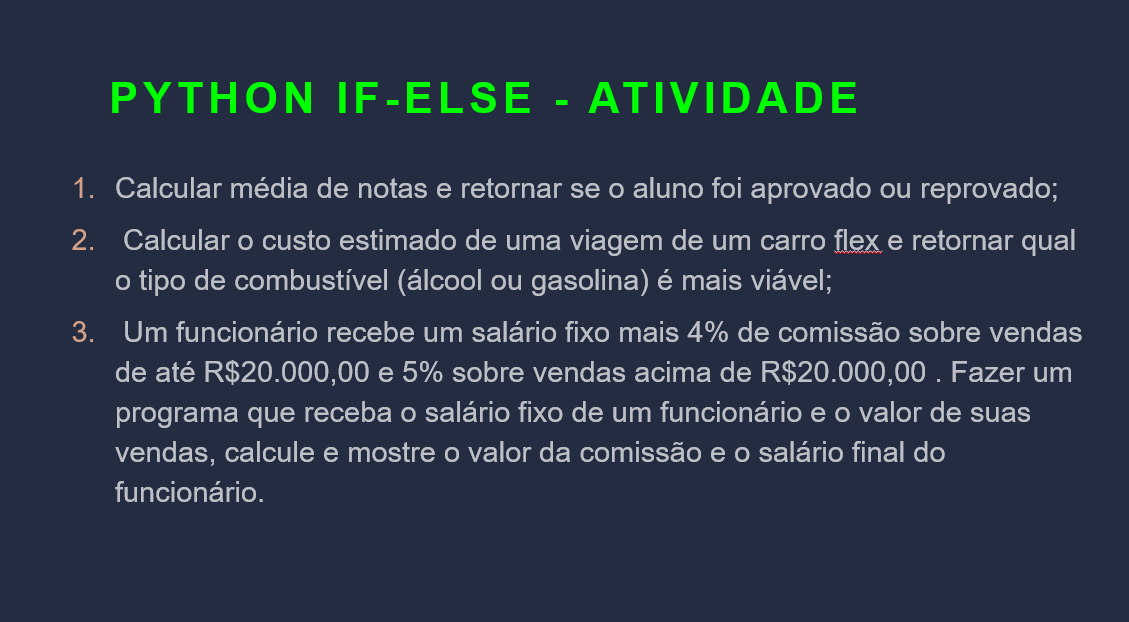 PYTHON IF-ELSE - ATIVIDADE
1. Calcular média de notas e retornar se o aluno foi aprovado ou reprovado;
2. Calcular o custo estimado de uma viagem de um carro flex e retornar qual
o tipo de combustível (álcool ou gasolina) é mais viável;
3. Um funcionário recebe um salário fixo mais 4% de comissão sobre vendas
de até R$20.000,00 e 5% sobre vendas acima de R$20.000,00 . Fazer um
programa que receba o salário fixo de um funcionário e o valor de suas
vendas, calcule e mostre o valor da comissão e o salário final do
funcionário.